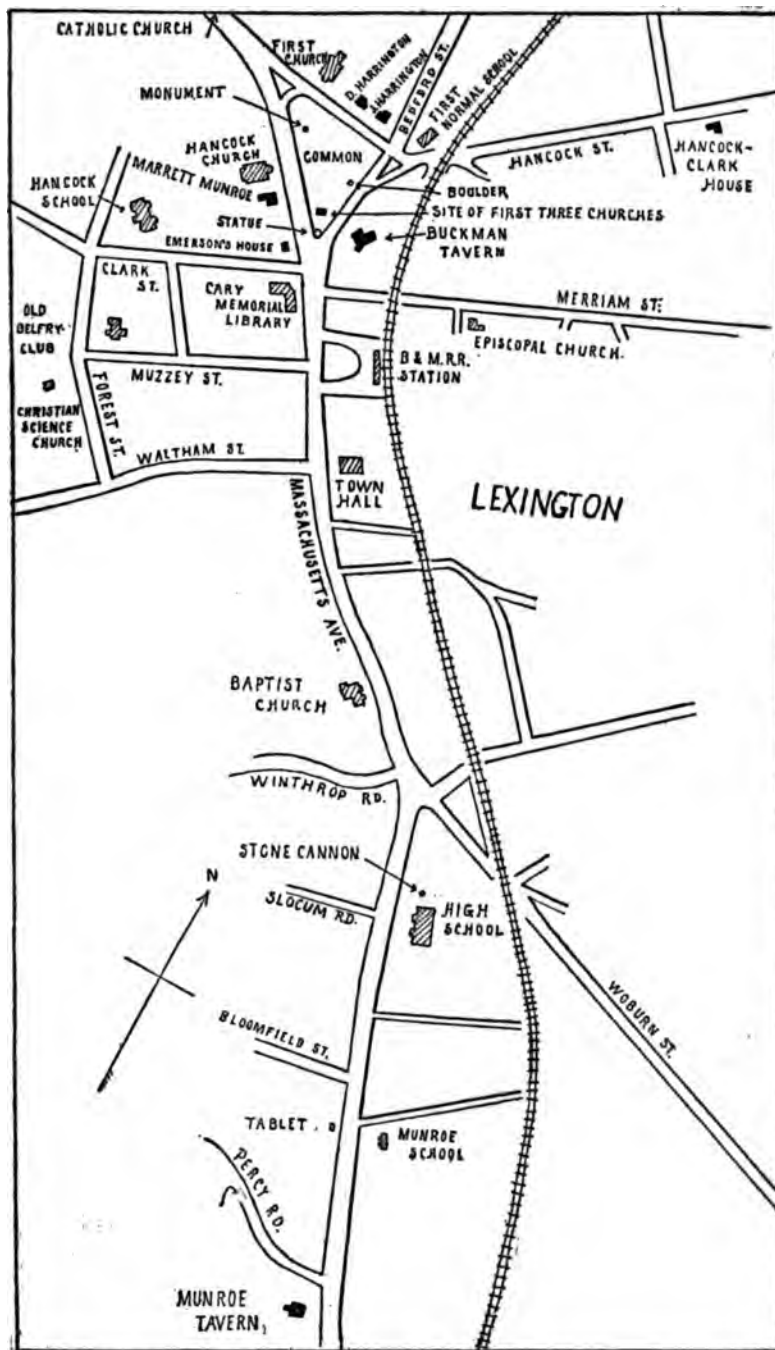 CATHOLIC CHURCH
FIRST
CHURCH
D. HARRINGTON
J. HARRINGTON
BEDFORD ST.
FIRST
NORMAL SCHOOL
MONUMENT
COMMON
HANCOCK
CHURCH
HANCOCK ST.
HANCOCK-
CLARK
HOUSE
MARRETT MUNROE
HANCOCK
SCHOOL
BOULDER
SITE OF FIRST THREE CHURCHES
STATUE
BUCKMAN
TAVERN
EMERSON'S HOUSE
CLARK
ST.
CARY
MEMORIAL
LIBRARY
MERRIAM ST.
OLD
BELFRY
CLUB
EPISCOPAL CHURCH.
B & M. RR.
STATION
MUZZEY ST.
CHRISTIAN
SCIENCE
CHURCH
FOREST ST.
WALTHAM ST.
TOWN
HALL
LEXINGTON
MASSACHUSETTS AVE.
BAPTIST
CHURCH
WINTHROP RD.
STONE CANNON
N
SLOCUM RD.
HIGH
SCHOOL
WOBURN ST.
BLOOMFIELD ST.
TABLET
MUNROE
SCHOOL
PERCY RD.
MUNROE
TAVERN